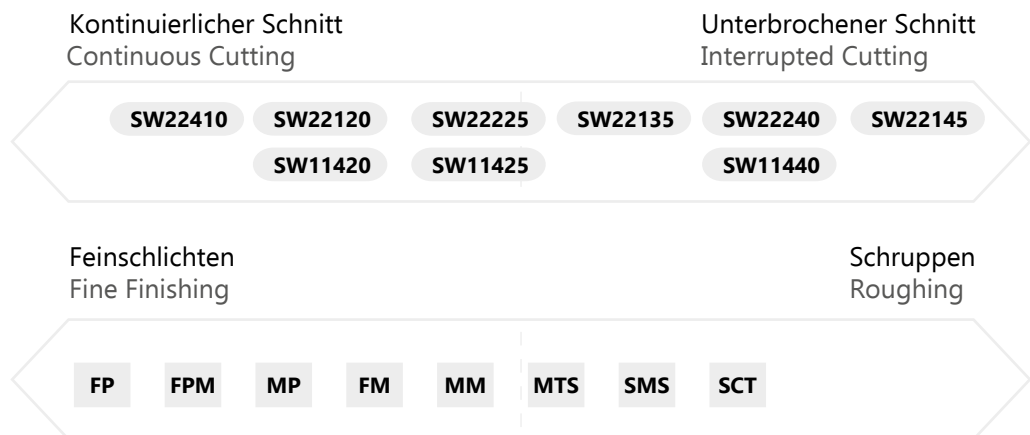 Kontinuierlicher Schnitt
Continuous Cutting
Unterbrochener Schnitt
Interrupted Cutting
SW22410 SW22120 SW22225 SW22135 SW22240 SW22145
SW11420 SW11425 SW11440
Feinschlichten
Fine Finishing
Schruppen
Roughing
FP FPM MP FM MM MTS SMS SCT